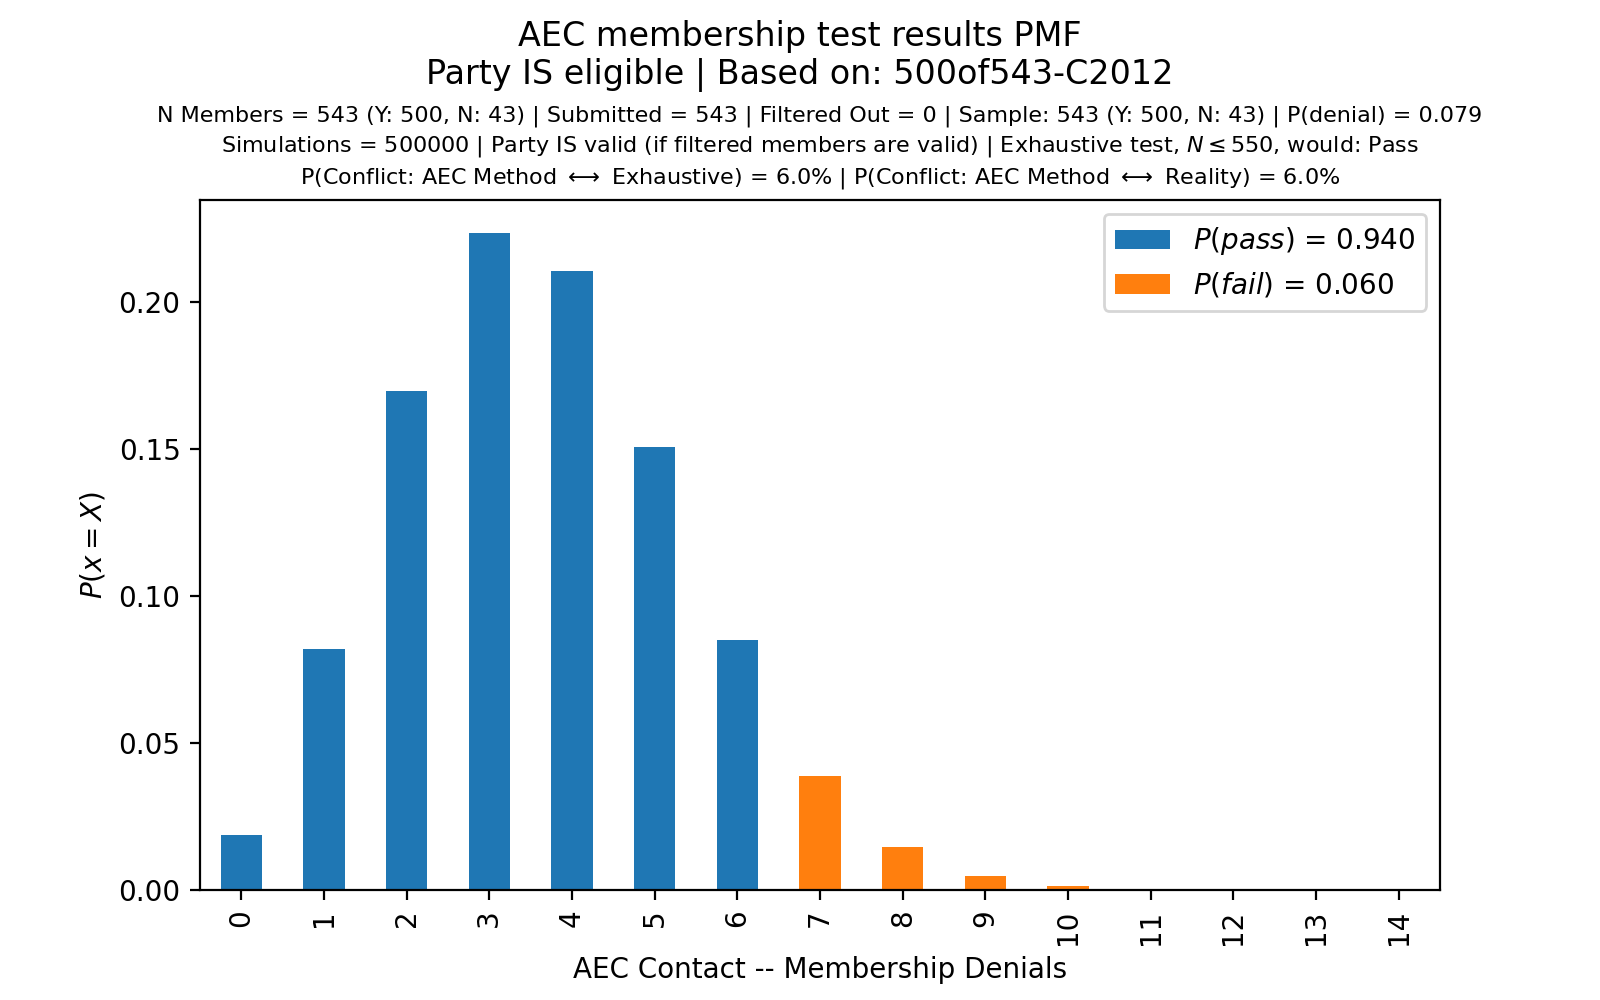 AEC membership test results PMF
Party IS eligible | Based on: 500of543-C2012
N Members = 543 (Y: 500, N: 43) | Submitted = 543 | Filtered Out = 0 | Sample: 543 (Y: 500, N: 43) | P(denial) = 0.079
Simulations = 500000 | Party IS valid (if filtered members are valid) | Exhaustive test, N ≤ 550, would: Pass
P(Conflict: AEC Method ⟷ Exhaustive) = 6.0% | P(Conflict: AEC Method ⟷ Reality) = 6.0%
P(pass) = 0.940
P(fail) = 0.060
0.20
0.15
0.10
0.05
0.00
P(x = X)
0 1 2 3 4 5 6 7 8 9 10 11 12 13 14
AEC Contact -- Membership Denials